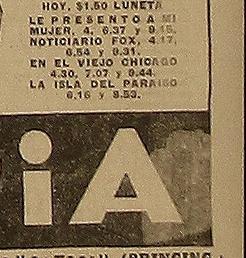 HOY, $1.50 LUNETA
LE PRESENTO A MI
MUJER, 4, 6.37 y 9.15.
NOTICIARIO FOX, 4.17,
6.54 y 9.31.
EN EL VIEJO CHICAGO
4.30, 7.07 y 9.44.
LA ISLA DEL PARAISO
6.16 y 8.53.
iA
(BRINGING